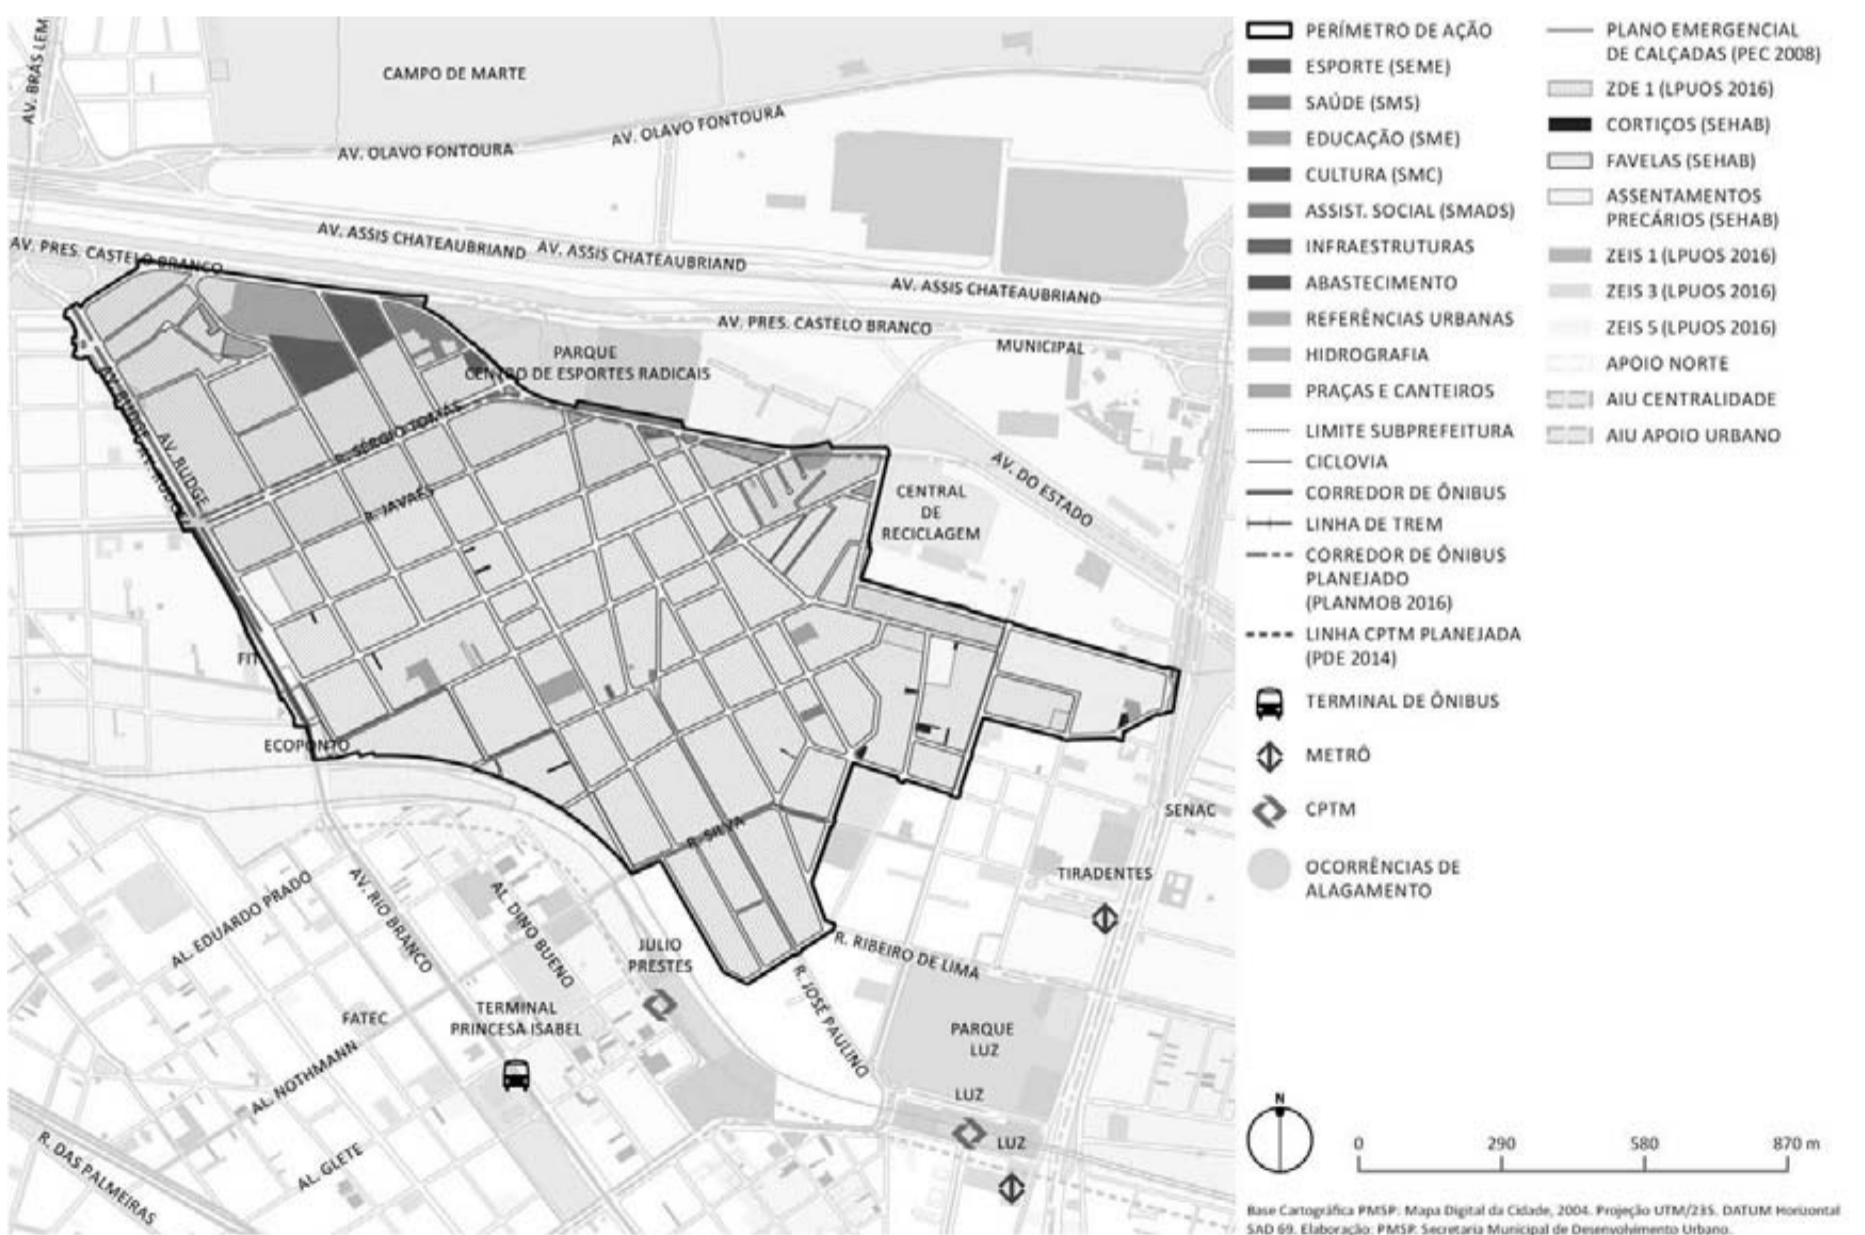 AV. BRÁS LEM
CAMPO DE MARTE
AV. OLAVO FONTOURA
AV. OLAVO FONTOURA
AV. ASSIS CHATEAUBRIAND
AV. ASSIS CHATEAUBRIAND
AV. ASSIS CHATEAUBRIAND
AV. PRES. CASTELO BRANCO
AV. PRES. CASTELO BRANCO
MUNICIPAL
PARQUE
CENTRO DE ESPORTES RADICAIS
AV. RUDGE
AV. RUDGE
R. SÉRGIO TOMÁS
R. JAVAÉS
AV. DO ESTADO
CENTRAL
DE
RECICLAGEM
FIT
ECOPONTO
R. SILVA
SENAC
TIRADENTES
AL. EDUARDO PRADO
AV. RIO BRANCO
AL. DINO BUENO
JULIO
PRESTES
R. RIBEIRO DE LIMA
R. JOSÉ PAULINO
FATEC
TERMINAL
PRINCESA ISABEL
PARQUE
LUZ
AL. NOTHMANN
LUZ
LUZ
AL. GLETE
R. DAS PALMEIRAS
PERÍMETRO DE AÇÃO
ESPORTE (SEME)
SAÚDE (SMS)
EDUCAÇÃO (SME)
CULTURA (SMC)
ASSIST. SOCIAL (SMADS)
INFRAESTRUTURAS
ABASTECIMENTO
REFERÊNCIAS URBANAS
HIDROGRAFIA
PRAÇAS E CANTEIROS
LIMITE SUBPREFEITURA
CICLOVIA
CORREDOR DE ÔNIBUS
LINHA DE TREM
CORREDOR DE ÔNIBUS
PLANEJADO
(PLANMOB 2016)
LINHA CPTM PLANEJADA
(PDE 2014)
TERMINAL DE ÔNIBUS
METRÔ
CPTM
OCORRÊNCIAS DE
ALAGAMENTO
PLANO EMERGENCIAL
DE CALÇADAS (PEC 2008)
ZDE 1 (LPUOS 2016)
CORTIÇOS (SEHAB)
FAVELAS (SEHAB)
ASSENTAMENTOS
PRECÁRIOS (SEHAB)
ZEIS 1 (LPUOS 2016)
ZEIS 3 (LPUOS 2016)
ZEIS 5 (LPUOS 2016)
APOIO NORTE
AIU CENTRALIDADE
AIU APOIO URBANO
N
0 290 580 870 m
Base Cartográfica PMSP: Mapa Digital da Cidade, 2004. Projeção UTM/23S. DATUM Horizontal
SAD 69. Elaboração: PMSP. Secretaria Municipal de Desenvolvimento Urbano.